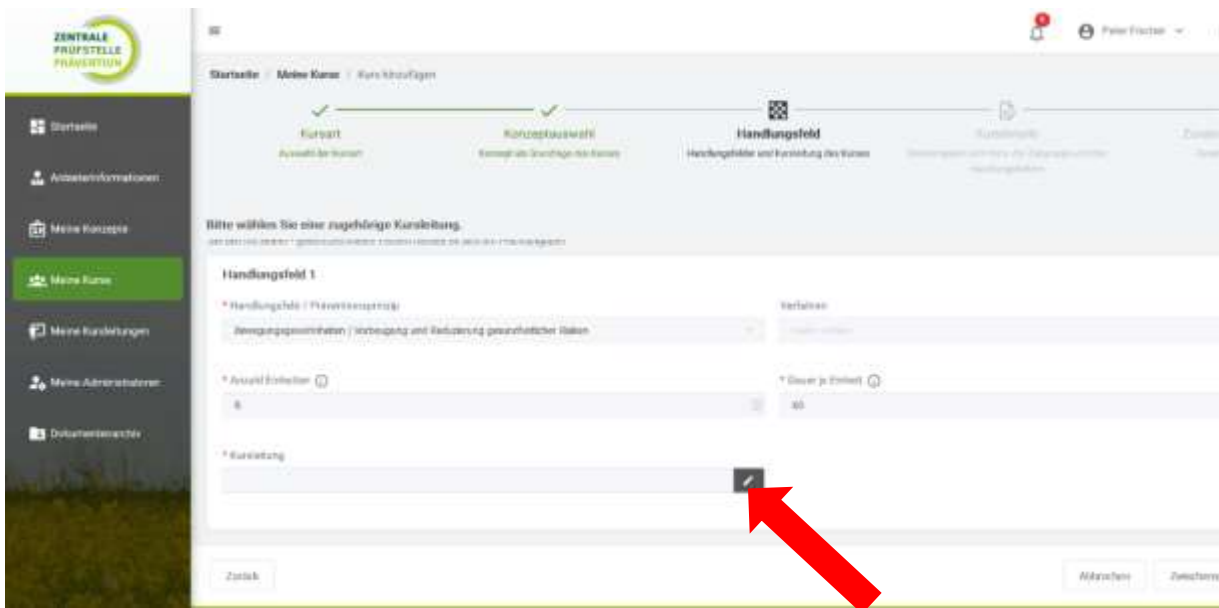 ZENTRALE
PRÜFSTELLE
PRÄVENTION
Peter Fischer
Startseite / Meine Kurse / Kurs hinzufügen
Startseite
Anbieterinformationen
Meine Konzepte
Meine Kurse
Meine Kursleitungen
Meine Administratoren
Dokumentenarchiv
Kursart
Auswahl der Kursart
Konzeptauswahl
Konzept als Grundlage des Kurses
Handlungsfeld
Handlungsfelder und Kursleitung des Kurses
Bitte wählen Sie eine zugehörige Kursleitung.
Handlungsfeld 1
* Handlungsfeld / Präventionsprinzip
Bewegungsgewohnheiten / Vorbeugung und Reduzierung gesundheitlicher Risiken
Verfahren
* Anzahl Einheiten
8
* Dauer je Einheit
60
* Kursleitung
Zurück
Abbrechen